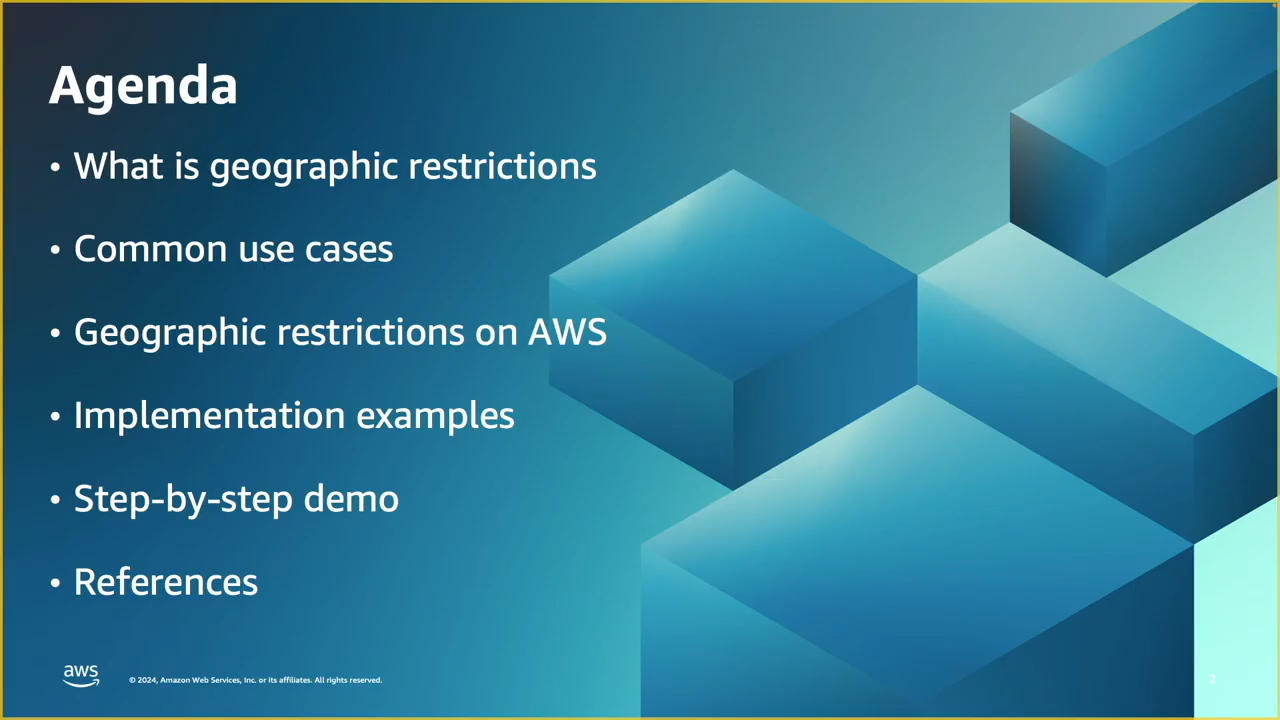 Agenda
• What is geographic restrictions
• Common use cases
• Geographic restrictions on AWS
• Implementation examples
• Step-by-step demo
• References
aws
© 2024, Amazon Web Services, Inc. or its affiliates. All rights reserved.
2